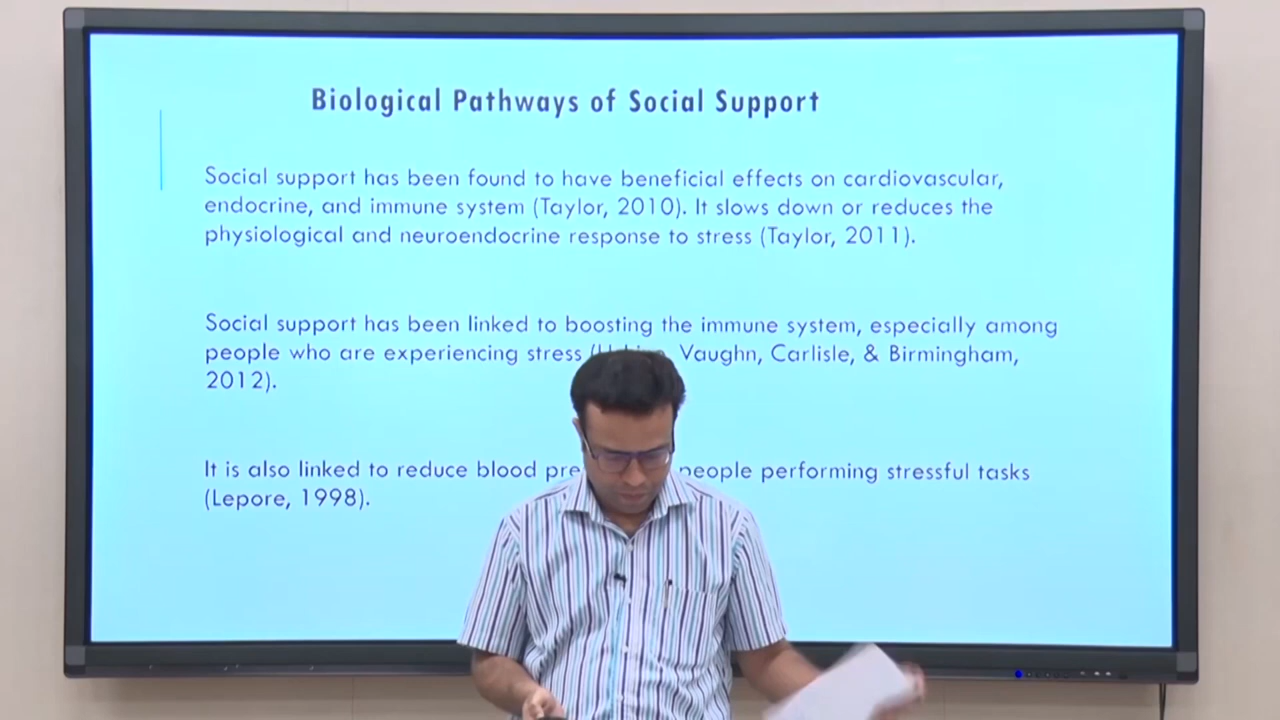 Biological Pathways of Social Support
Social support has been found to have beneficial effects on cardiovascular,
endocrine, and immune system (Taylor, 2010). It slows down or reduces the
physiological and neuroendocrine response to stress (Taylor, 2011).
Social support has been linked to boosting the immune system, especially among
people who are experiencing stress Vaughn, Carlisle, & Birmingham,
2012).
It is also linked to reduce blood people performing stressful tasks
(Lepore, 1998).